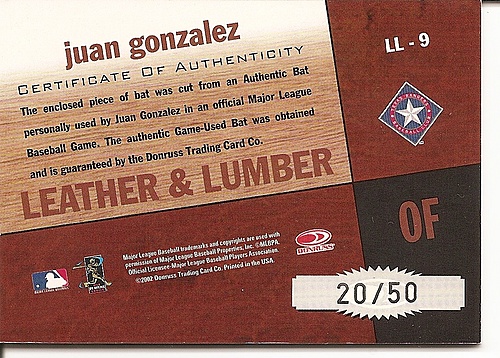 juan gonzalez
LL - 9
CERTIFICATE OF AUTHENTICITY
The enclosed piece of bat was cut from an Authentic Bat
personally used by Juan Gonzalez in an official Major League
Baseball Game. The authentic Game-Used Bat was obtained
and is guaranteed by the Donruss Trading Card Co.
LEATHER & LUMBER
OF
Major League Baseball trademarks and copyrights are used with
permission of Major League Baseball Properties, Inc. ©MLBPA.
Official Licensee-Major League Baseball Players Association.
©2002 Donruss Trading Card Co. Printed in the USA.
DONRUSS
20/50